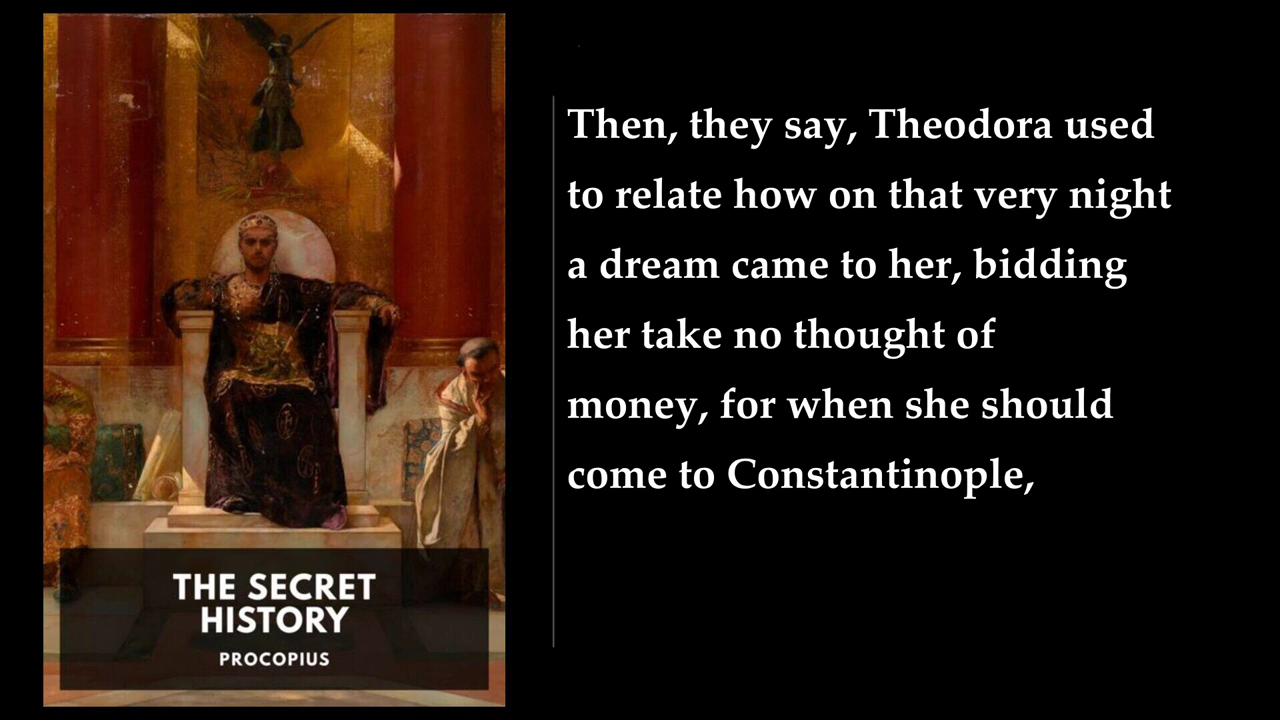 THE SECRET
HISTORY
PROCOPIUS
Then, they say, Theodora used
to relate how on that very night
a dream came to her, bidding
her take no thought of
money, for when she should
come to Constantinople,